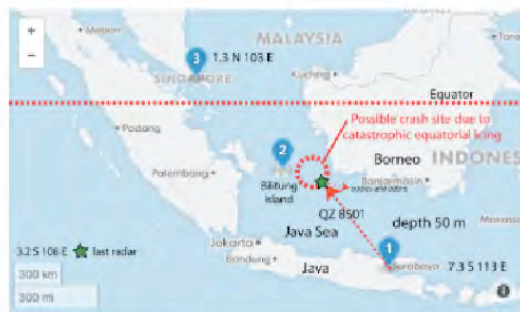 +
−
Medan
MALAYSIA
3
1.3 N 103 E
SINGAPORE
Kuching
Equator
Possible crash site due to
catastrophic equatorial icing
Padang
2
Borneo
INDONES
Palembang
Bilitung
island
Banjarmasin
QZ 8501
depth 50 m
Java Sea
Jakarta
3.2 S 108 E
last radar
Bandung
Java
1
Surabaya
7.3 S 113 E
300 km
300 mi